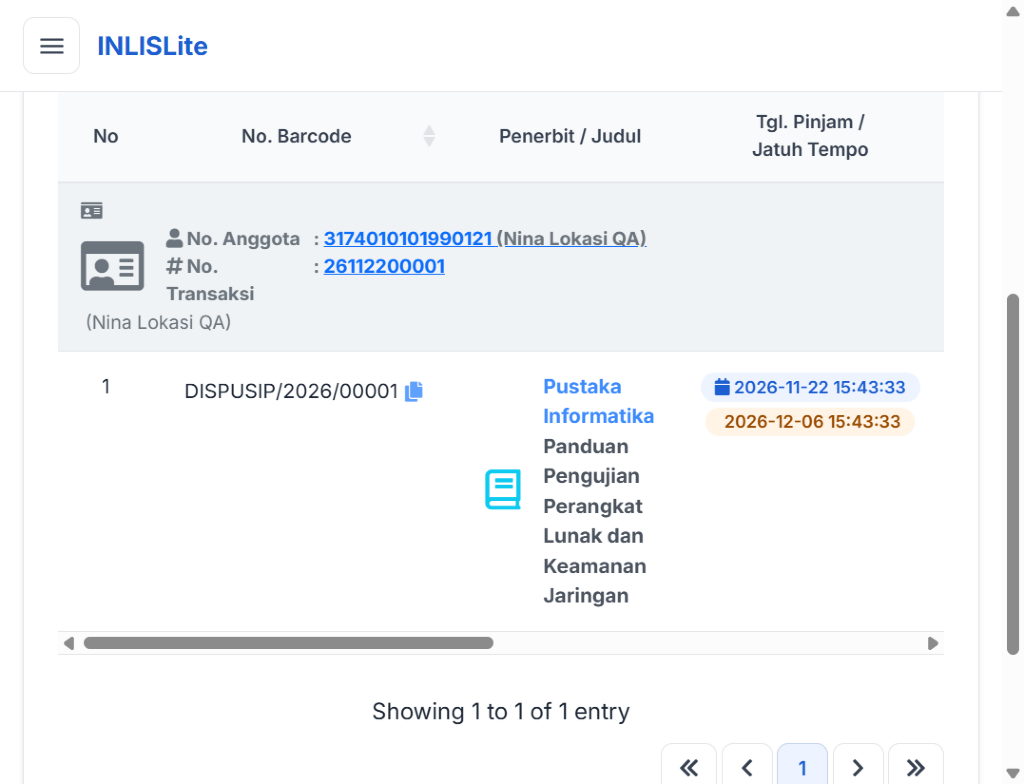 INLISLite
No No. Barcode Penerbit / Judul Tgl. Pinjam /
Jatuh Tempo
No. Anggota : 3174010101990121 (Nina Lokasi QA)
No. : 26112200001
Transaksi
(Nina Lokasi QA)
1 DISPUSIP/2026/00001 Pustaka 2026-11-22 15:43:33
Informatika 2026-12-06 15:43:33
Panduan
Pengujian
Perangkat
Lunak dan
Keamanan
Jaringan
Showing 1 to 1 of 1 entry
« ‹ 1 › »